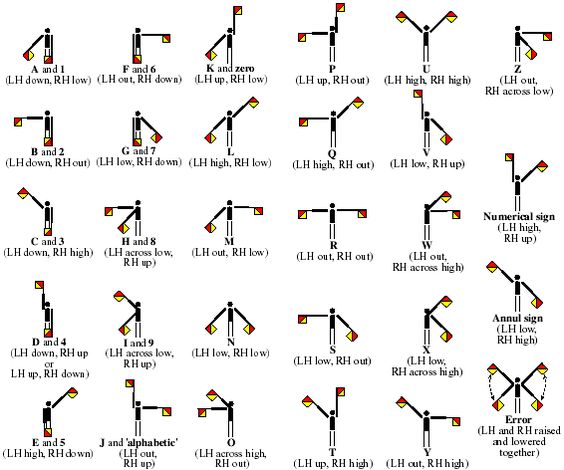 A and 1
(LH down, RH low)
F and 6
(LH out, RH down)
K and zero
(LH up, RH low)
P
(LH up, RH out)
U
(LH high, RH high)
Z
(LH out,
RH across low)
B and 2
(LH down, RH out)
G and 7
(LH low, RH down)
L
(LH high, RH low)
Q
(LH high, RH out)
V
(LH low, RH up)
C and 3
(LH down, RH high)
H and 8
(LH across low,
RH up)
M
(LH out, RH low)
R
(LH out, RH out)
W
(LH out,
RH across high)
Numerical sign
(LH high,
RH up)
D and 4
(LH down, RH up
or
LH up, RH down)
I and 9
(LH across low,
RH up)
N
(LH low, RH low)
S
(LH low, RH out)
X
(LH low,
RH across high)
Annul sign
(LH low,
RH high)
E and 5
(LH high, RH down)
J and 'alphabetic'
(LH out,
RH up)
O
(LH across high,
RH out)
T
(LH up, RH high)
Y
(LH out, RH high)
Error
(LH and RH raised
and lowered
together)